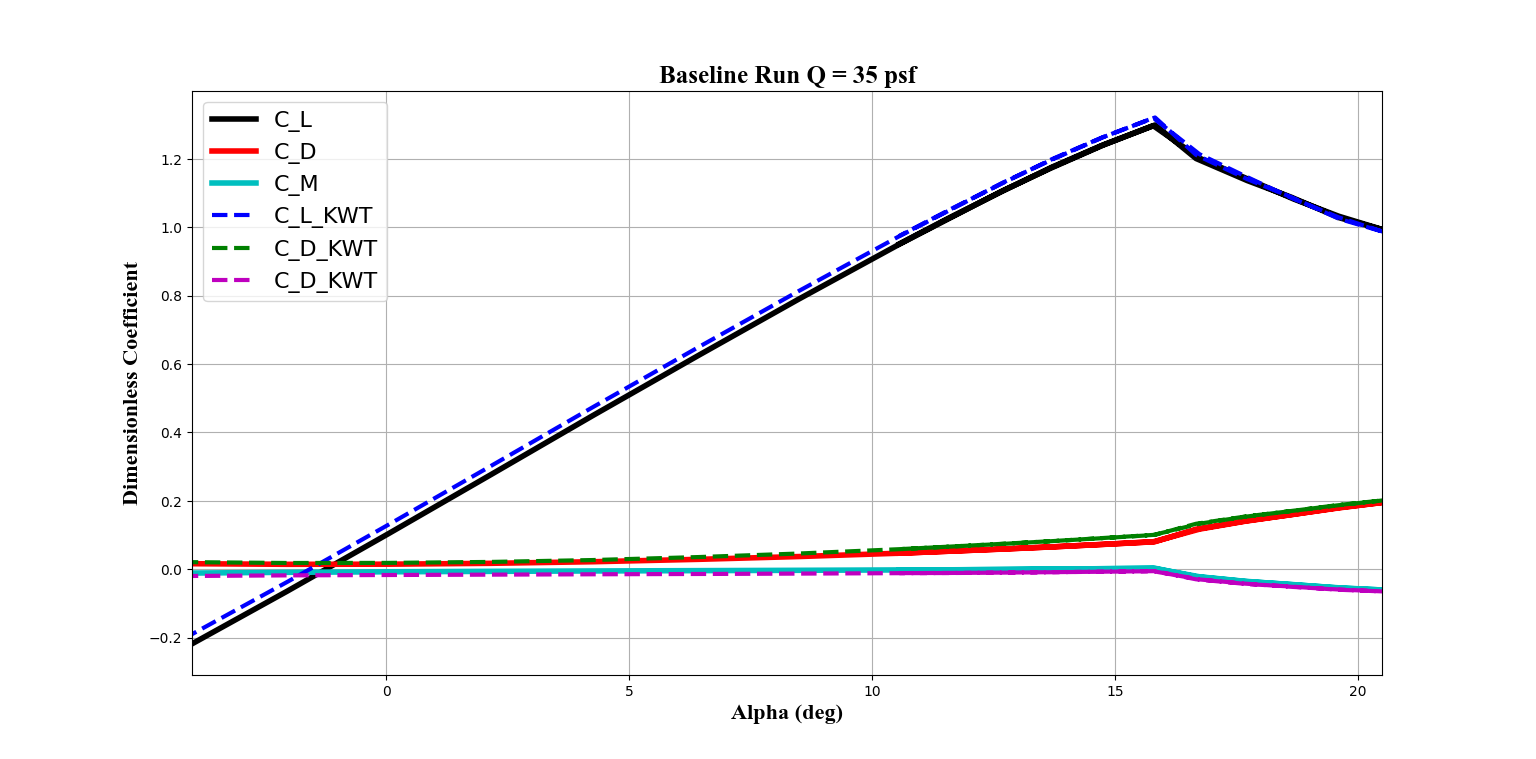 Baseline Run Q = 35 psf
C_L
C_D
C_M
C_L_KWT
C_D_KWT
C_D_KWT
Dimensionless Coefficient
1.2
1.0
0.8
0.6
0.4
0.2
0.0
−0.2
0 5 10 15 20
Alpha (deg)